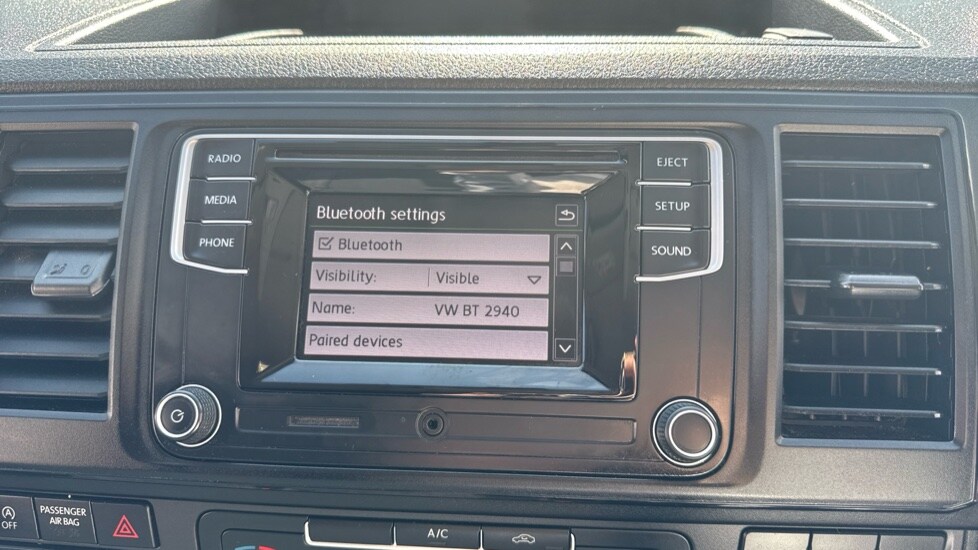 RADIO
MEDIA
PHONE
EJECT
SETUP
SOUND
Bluetooth settings
Bluetooth
Visibility: Visible
Name: VW BT 2940
Paired devices
A
OFF
PASSENGER
AIR BAG
A/C